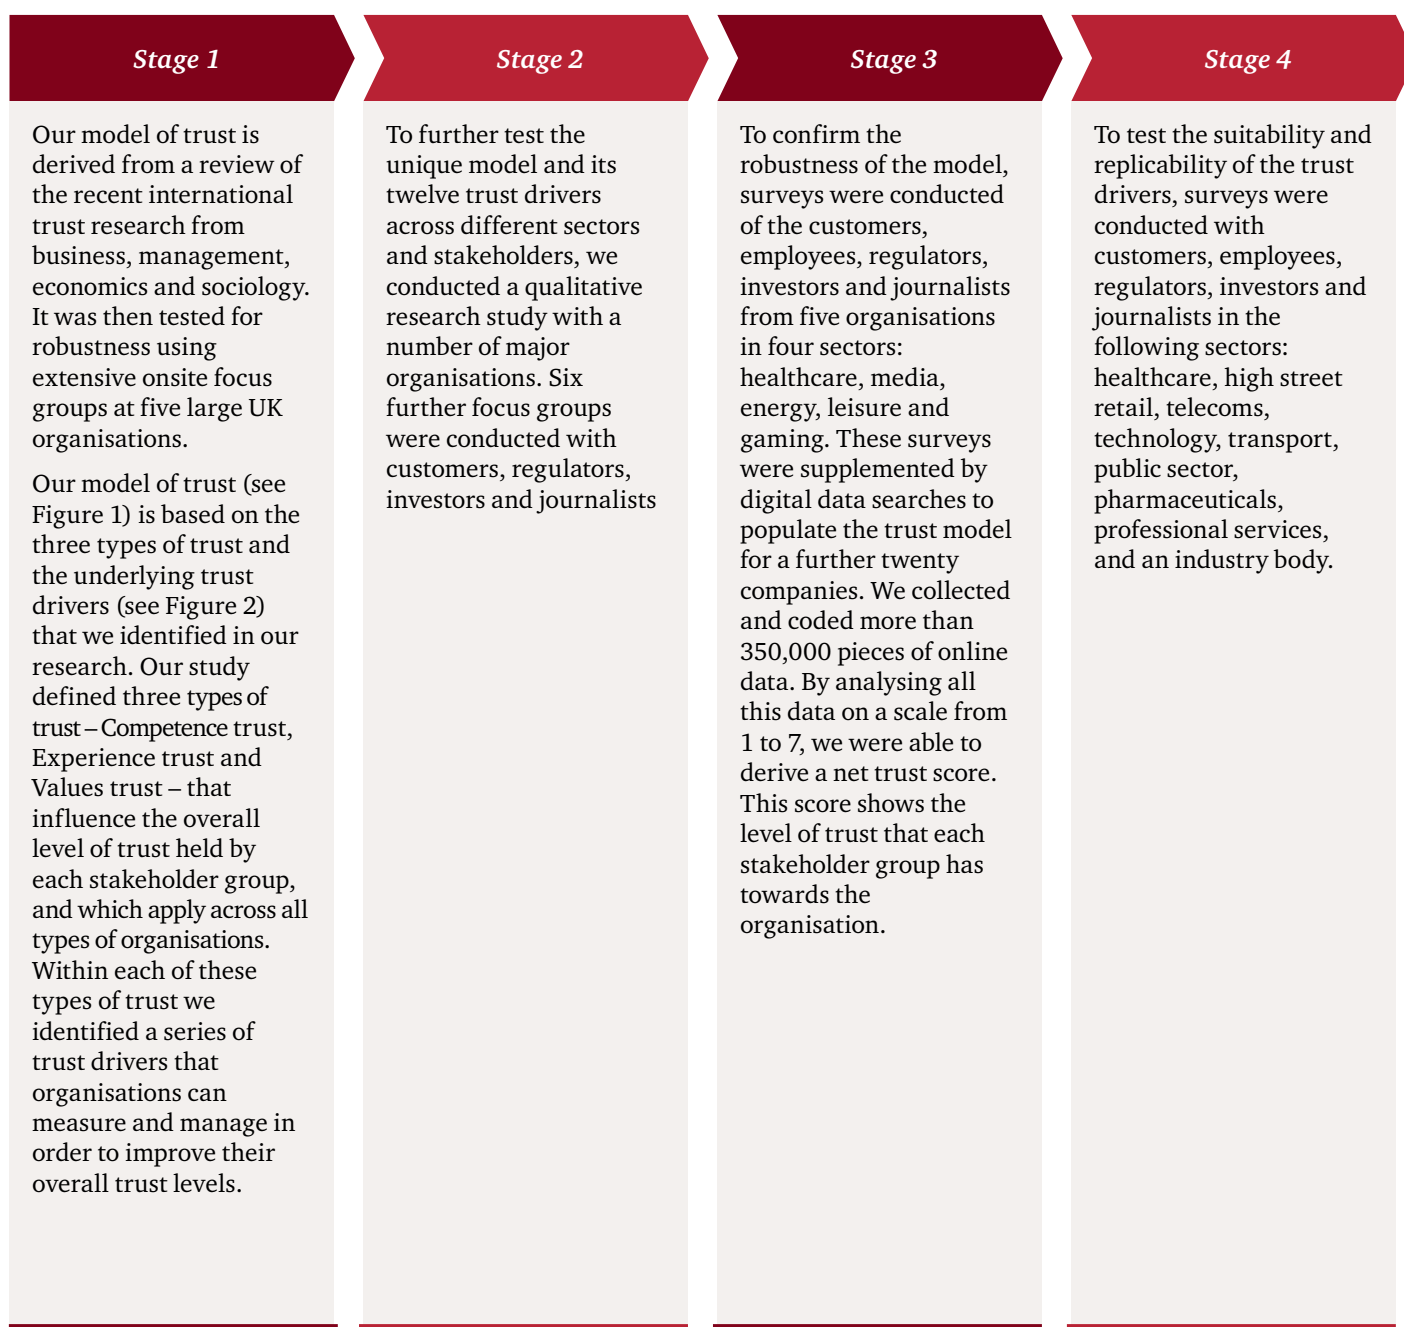 Stage 1
Our model of trust is
derived from a review of
the recent international
trust research from
business, management,
economics and sociology.
It was then tested for
robustness using
extensive onsite focus
groups at five large UK
organisations.
Our model of trust (see
Figure 1) is based on the
three types of trust and
the underlying trust
drivers (see Figure 2)
that we identified in our
research. Our study
defined three types of
trust – Competence trust,
Experience trust and
Values trust – that
influence the overall
level of trust held by
each stakeholder group,
and which apply across all
types of organisations.
Within each of these
types of trust we
identified a series of
trust drivers that
organisations can
measure and manage in
order to improve their
overall trust levels.
Stage 2
To further test the
unique model and its
twelve trust drivers
across different sectors
and stakeholders, we
conducted a qualitative
research study with a
number of major
organisations. Six
further focus groups
were conducted with
customers, regulators,
investors and journalists
Stage 3
To confirm the
robustness of the model,
surveys were conducted
of the customers,
employees, regulators,
investors and journalists
from five organisations
in four sectors:
healthcare, media,
energy, leisure and
gaming. These surveys
were supplemented by
digital data searches to
populate the trust model
for a further twenty
companies. We collected
and coded more than
350,000 pieces of online
data. By analysing all
this data on a scale from
1 to 7, we were able to
derive a net trust score.
This score shows the
level of trust that each
stakeholder group has
towards the
organisation.
Stage 4
To test the suitability and
replicability of the trust
drivers, surveys were
conducted with
customers, employees,
regulators, investors and
journalists in the
following sectors:
healthcare, high street
retail, telecoms,
technology, transport,
public sector,
pharmaceuticals,
professional services,
and an industry body.